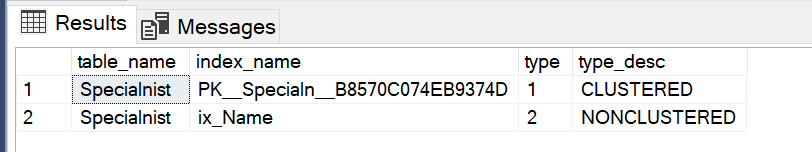 Results Messages
table_name index_name type type_desc
1 Specialnist PK__Specialn__B8570C074EB9374D 1 CLUSTERED
2 Specialnist ix_Name 2 NONCLUSTERED